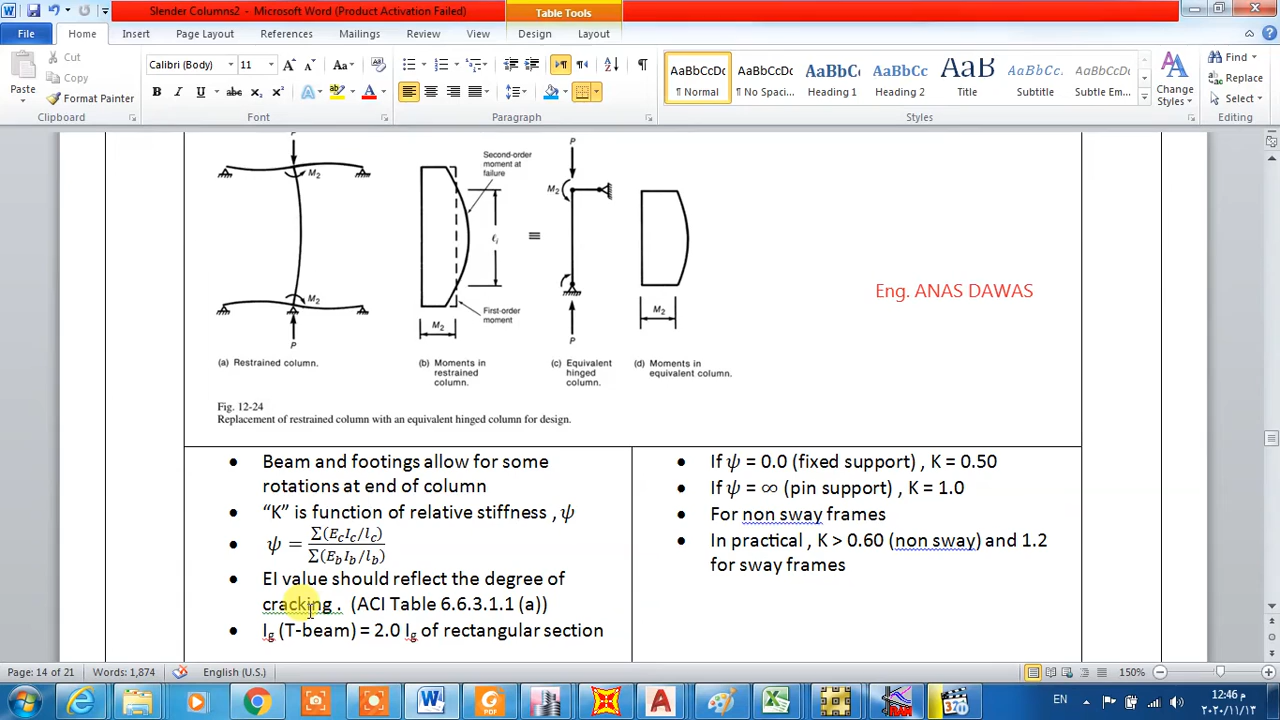 Slender Columns2 - Microsoft Word (Product Activation Failed)
Table Tools
File Home Insert Page Layout References Mailings Review View Design Layout
Cut
Copy
Format Painter
Paste
Calibri (Body) 11
AaBbCcDc AaBbCcDc AaBbCc AaBbCc AaB AaBbCc. AaBbCcDc
¶ Normal ¶ No Spaci... Heading 1 Heading 2 Title Subtitle Subtle Em...
Change Styles
Find
Replace
Select
Clipboard Font Paragraph Styles Editing
P
M2
M2
P
Second-order
moment at
failure
ℓi
First-order
moment
M2
≡
P
M2
P
M2
(a) Restrained column.
(b) Moments in
restrained
column.
(c) Equivalent
hinged
column.
(d) Moments in
equivalent column.
Eng. ANAS DAWAS
Fig. 12-24
Replacement of restrained column with an equivalent hinged column for design.
• Beam and footings allow for some
rotations at end of column
• “K” is function of relative stiffness , ψ
• ψ = ∑(EcIc/lc) / ∑(EbIb/lb)
• EI value should reflect the degree of
cracking . (ACI Table 6.6.3.1.1 (a))
• Ig (T-beam) = 2.0 Ig of rectangular section
• If ψ = 0.0 (fixed support) , K = 0.50
• If ψ = ∞ (pin support) , K = 1.0
• For non sway frames
• In practical , K > 0.60 (non sway) and 1.2
for sway frames
Page: 14 of 21 Words: 1,874 English (U.S.) 150%
EN
12:46 م
٢٠٢٠/١١/١٣